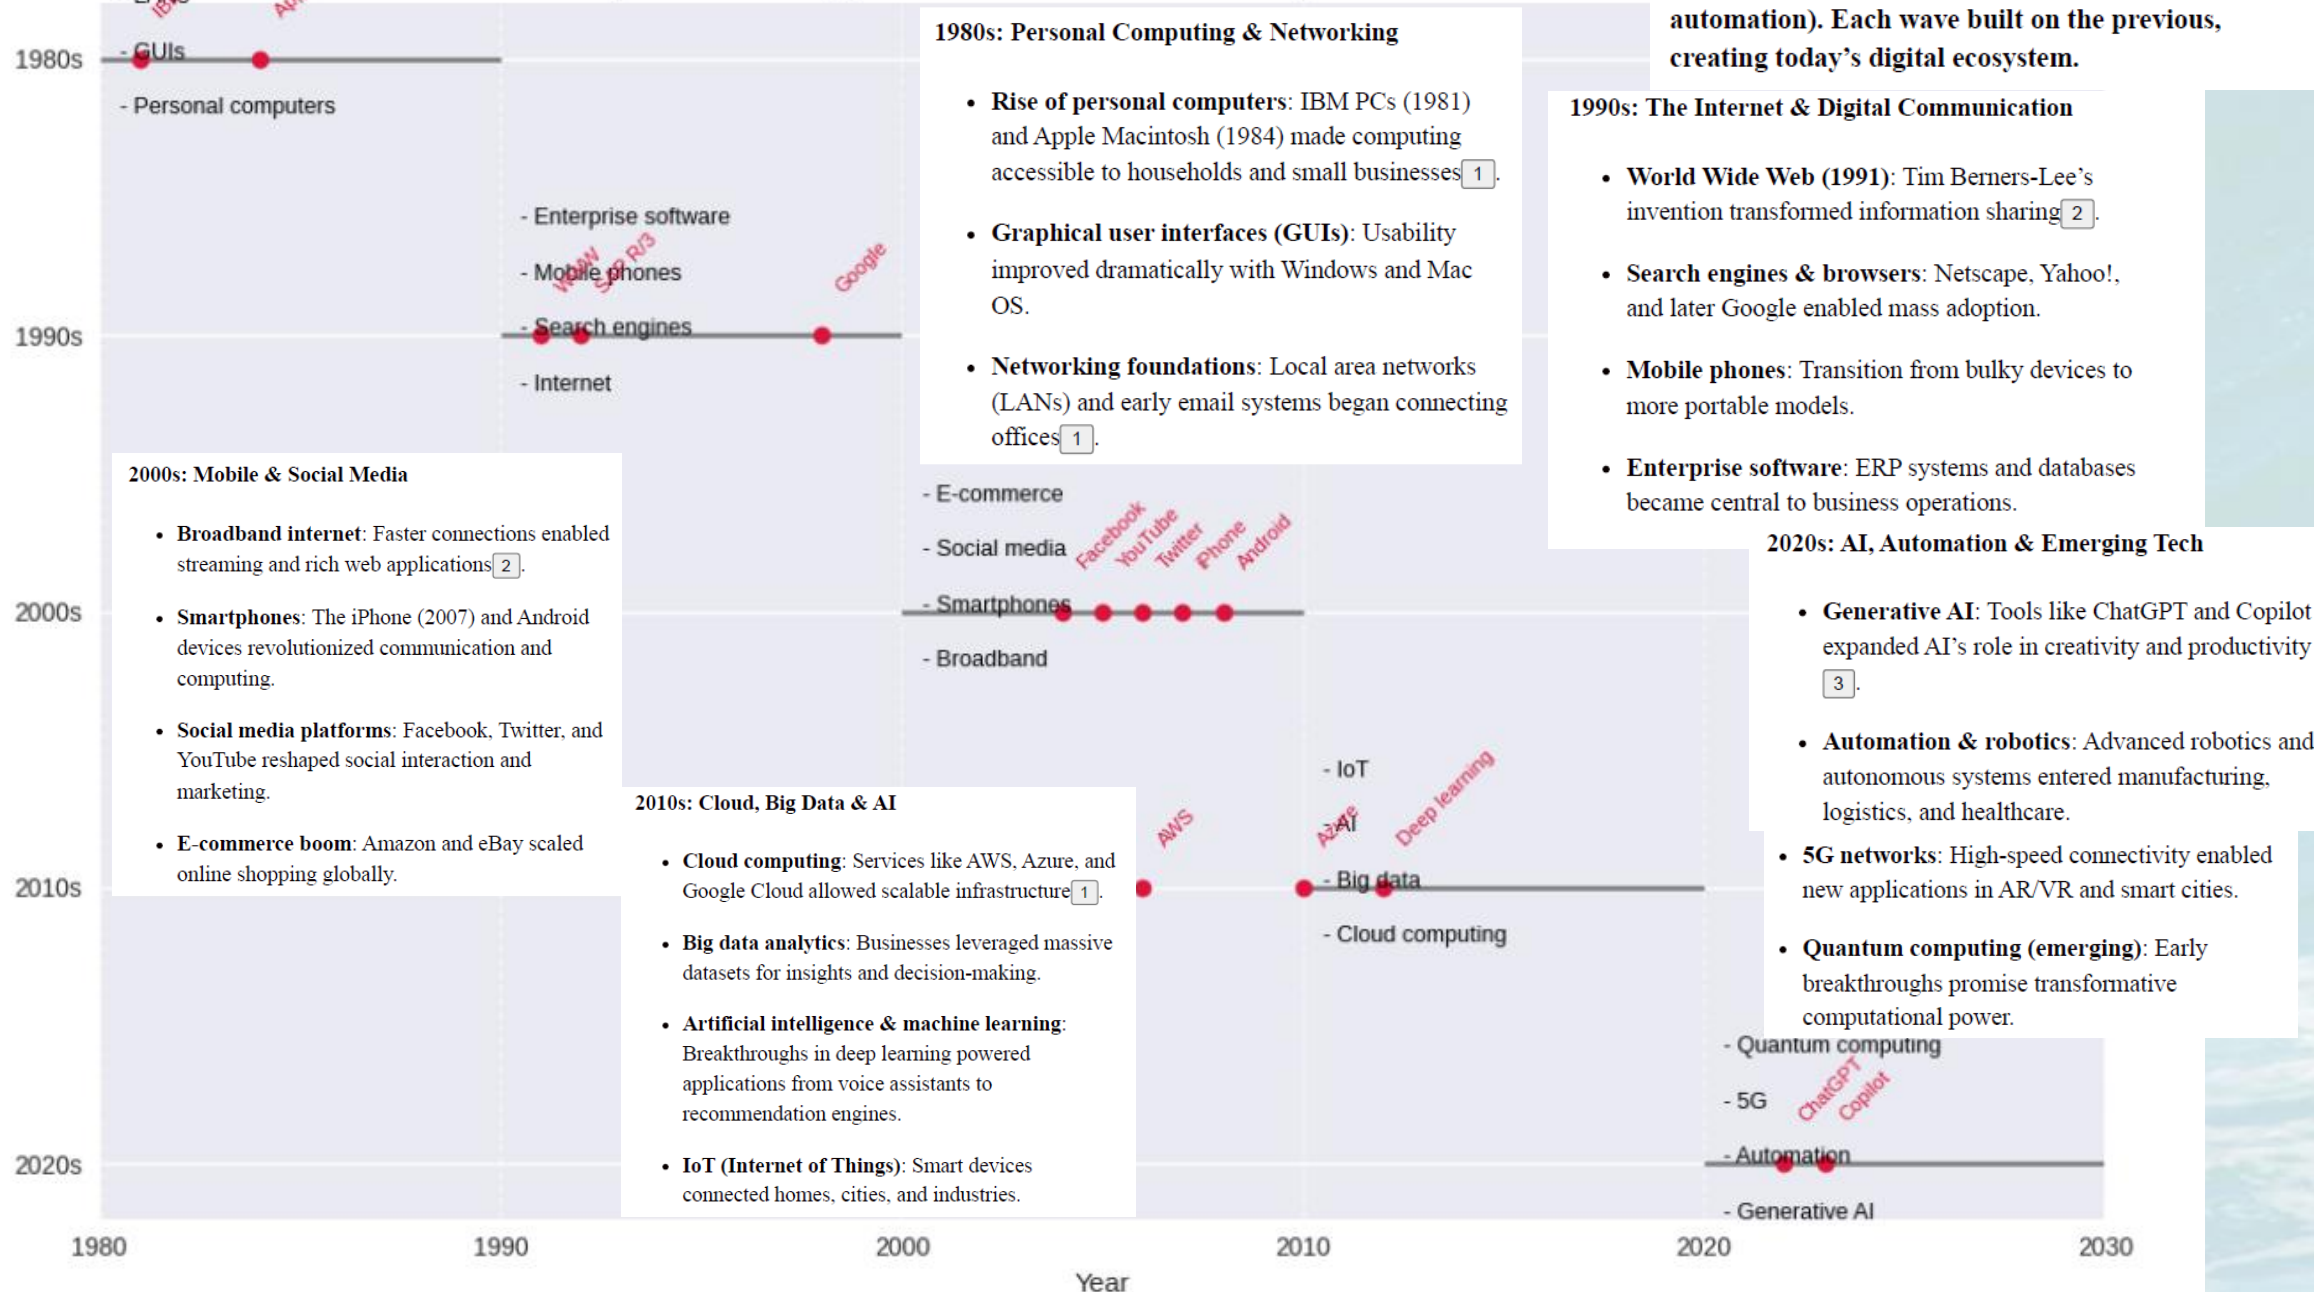 automation). Each wave built on the previous,
creating today's digital ecosystem.
1980s
- GUIs
- Personal computers
1980s: Personal Computing & Networking
• Rise of personal computers: IBM PCs (1981)
and Apple Macintosh (1984) made computing
accessible to households and small businesses 1.
• Graphical user interfaces (GUIs): Usability
improved dramatically with Windows and Mac
OS.
• Networking foundations: Local area networks
(LANs) and early email systems began connecting
offices 1.
1990s: The Internet & Digital Communication
• World Wide Web (1991): Tim Berners-Lee's
invention transformed information sharing 2.
• Search engines & browsers: Netscape, Yahoo!,
and later Google enabled mass adoption.
• Mobile phones: Transition from bulky devices to
more portable models.
• Enterprise software: ERP systems and databases
became central to business operations.
- Enterprise software
WWW
SAP R/3
Google
- Mobile phones
- Search engines
1990s
- Internet
2000s: Mobile & Social Media
• Broadband internet: Faster connections enabled
streaming and rich web applications 2.
• Smartphones: The iPhone (2007) and Android
devices revolutionized communication and
computing.
• Social media platforms: Facebook, Twitter, and
YouTube reshaped social interaction and
marketing.
• E-commerce boom: Amazon and eBay scaled
online shopping globally.
- E-commerce
- Social media
Facebook
YouTube
Twitter
iPhone
Android
- Smartphones
2000s
- Broadband
2020s: AI, Automation & Emerging Tech
• Generative AI: Tools like ChatGPT and Copilot
expanded AI's role in creativity and productivity
3.
• Automation & robotics: Advanced robotics and
autonomous systems entered manufacturing,
logistics, and healthcare.
• 5G networks: High-speed connectivity enabled
new applications in AR/VR and smart cities.
• Quantum computing (emerging): Early
breakthroughs promise transformative
computational power.
2010s: Cloud, Big Data & AI
• Cloud computing: Services like AWS, Azure, and
Google Cloud allowed scalable infrastructure 1.
• Big data analytics: Businesses leveraged massive
datasets for insights and decision-making.
• Artificial intelligence & machine learning:
Breakthroughs in deep learning powered
applications from voice assistants to
recommendation engines.
• IoT (Internet of Things): Smart devices
connected homes, cities, and industries.
- IoT
- AI
AWS
Azure
Deep learning
- Big data
2010s
- Cloud computing
- Quantum computing
- 5G
ChatGPT
Copilot
- Automation
2020s
- Generative AI
1980
1990
2000
2010
2020
2030
Year